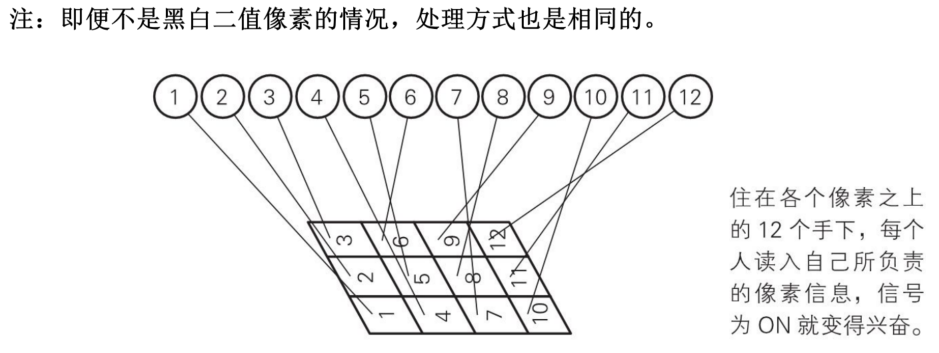 注：即便不是黑白二值像素的情况，处理方式也是相同的。
1 2 3 4 5 6 7 8 9 10 11 12
3 6 9 12
2 5 8 11
1 4 7 10
住在各个像素之上
的 12 个手下，每个
人读入自己所负责
的像素信息，信号
为 ON 就变得兴奋。